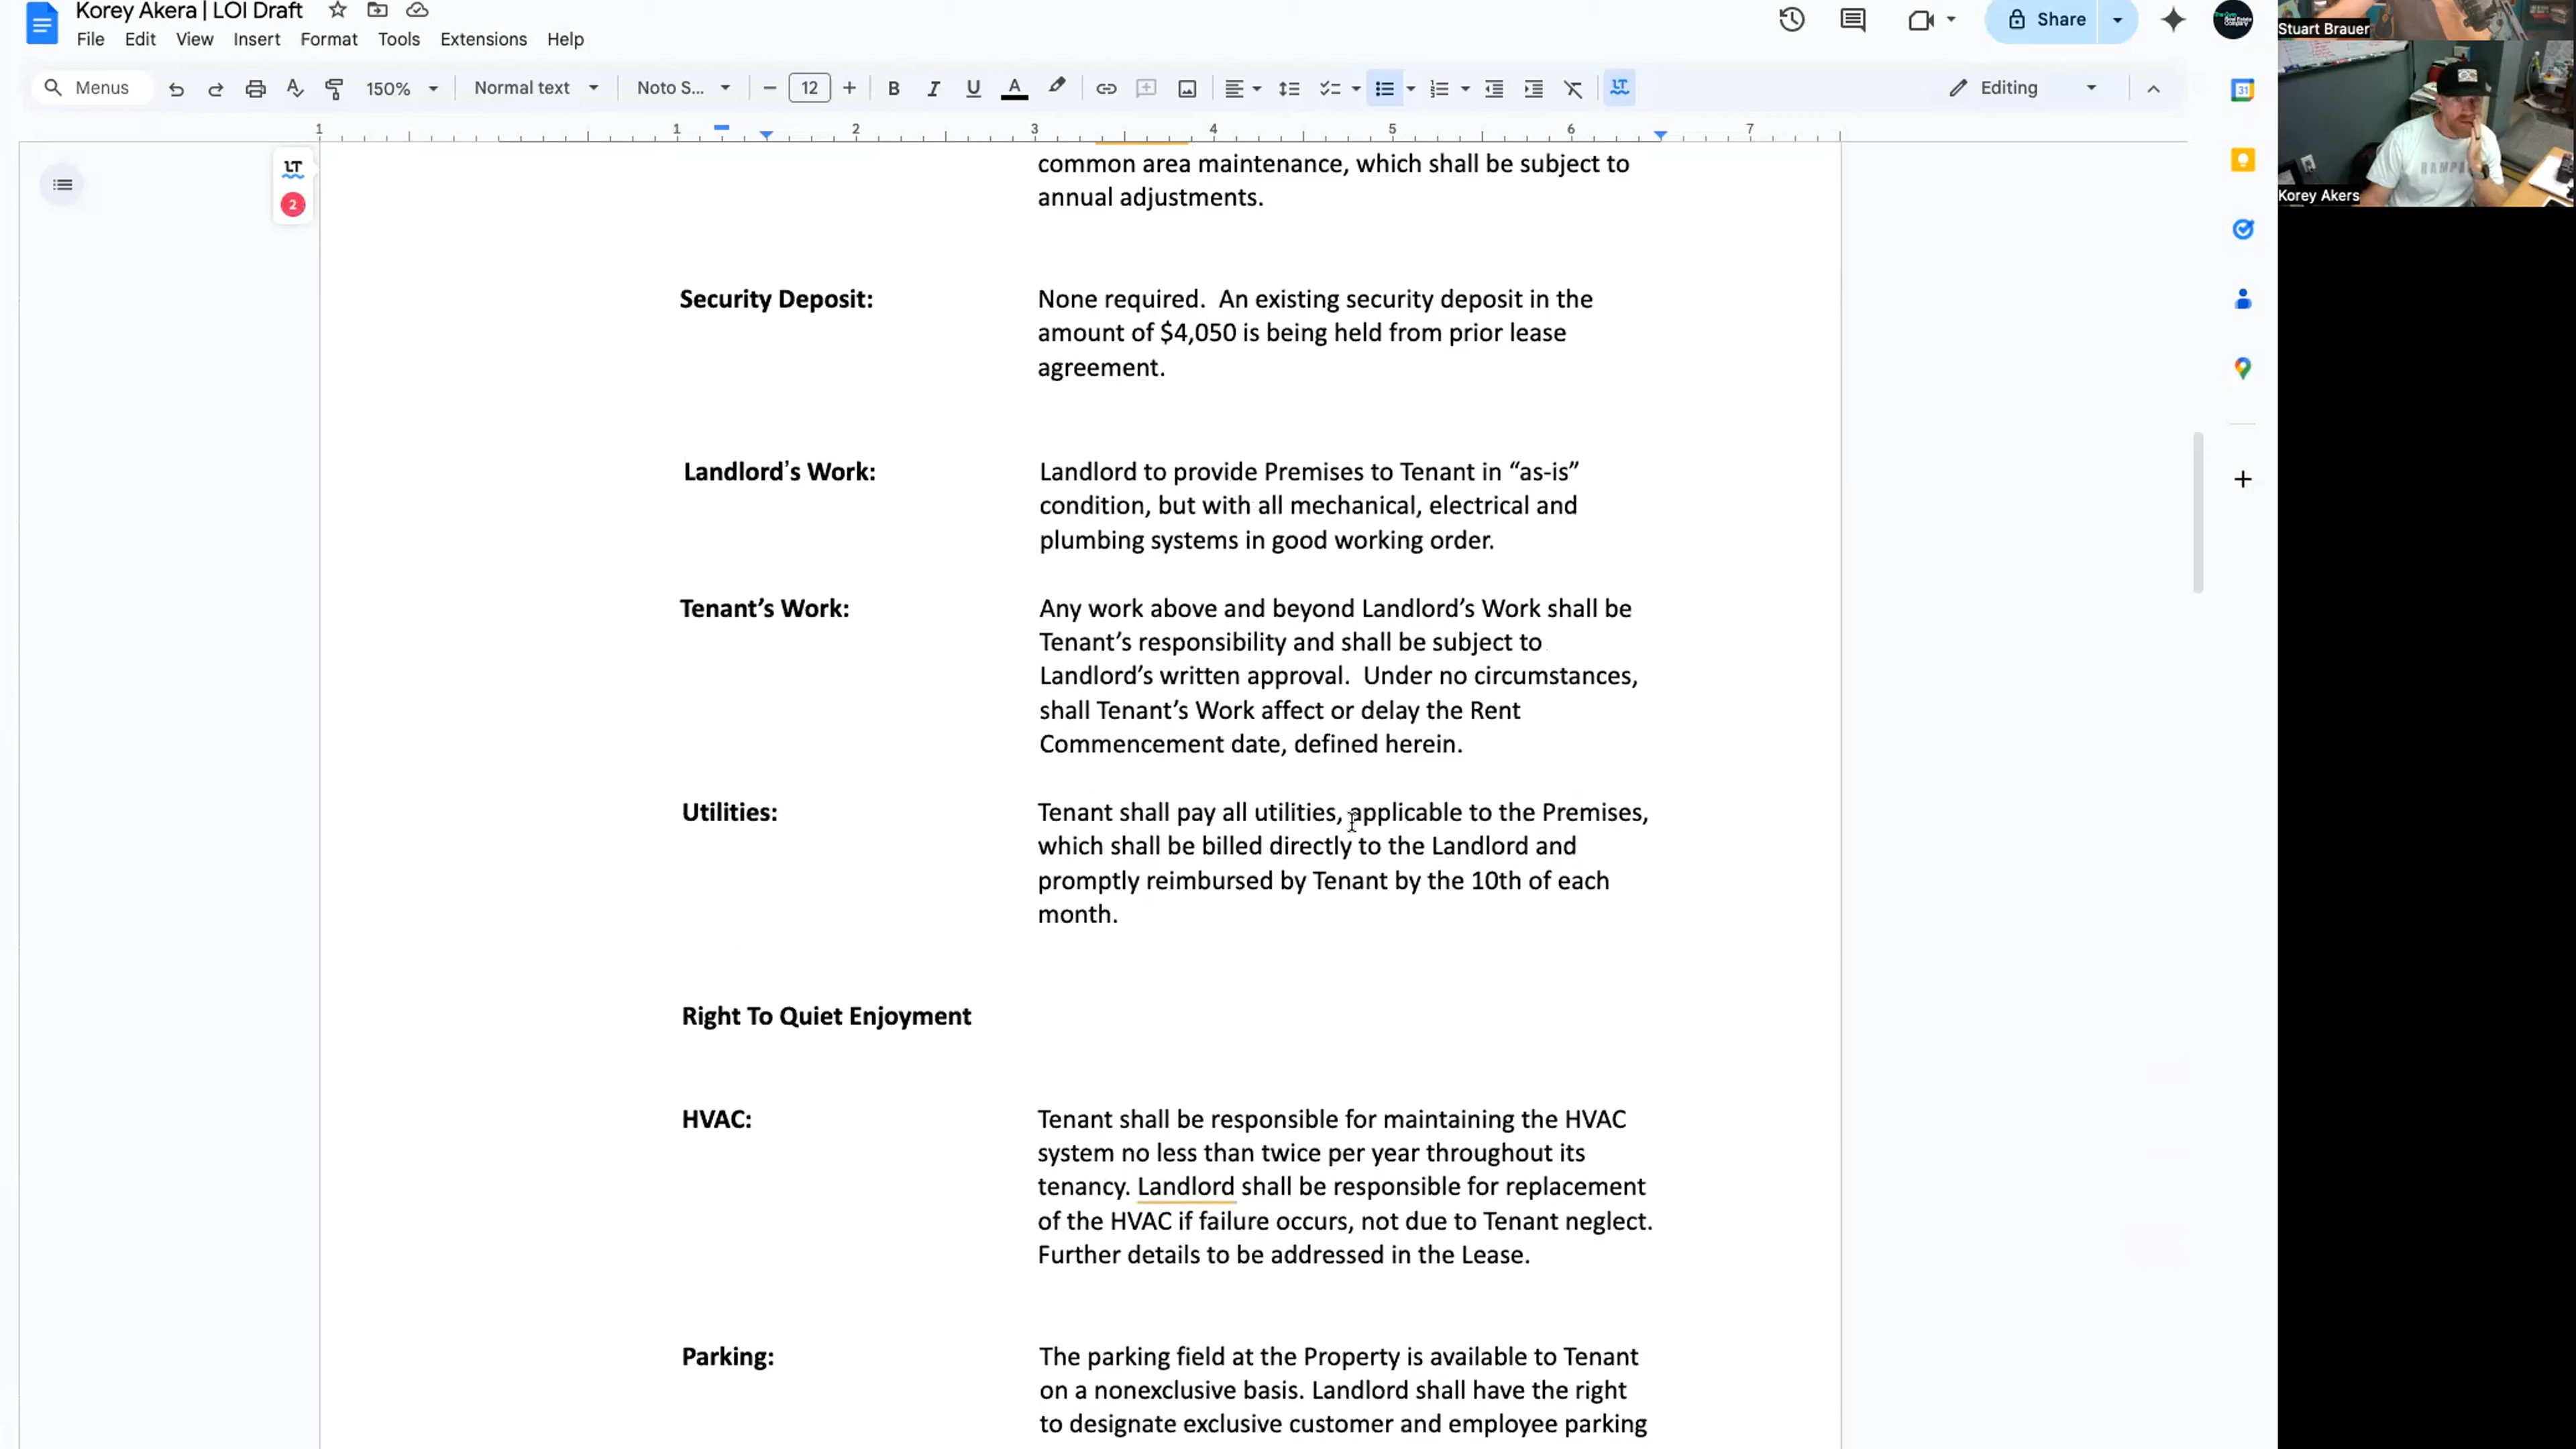 Korey Akera | LOI Draft
File Edit View Insert Format Tools Extensions Help
Share
Stuart Brauer
Menus 150% Normal text Noto S... 12 B I U A Editing
1 1 2 3 4 5 6 7
31
LT
2
Korey Akers
common area maintenance, which shall be subject to
annual adjustments.
Security Deposit: None required.  An existing security deposit in the
amount of $4,050 is being held from prior lease
agreement.
Landlord’s Work: Landlord to provide Premises to Tenant in “as-is”
condition, but with all mechanical, electrical and
plumbing systems in good working order.
Tenant’s Work: Any work above and beyond Landlord’s Work shall be
Tenant’s responsibility and shall be subject to
Landlord’s written approval.  Under no circumstances,
shall Tenant’s Work affect or delay the Rent
Commencement date, defined herein.
Utilities: Tenant shall pay all utilities, applicable to the Premises,
which shall be billed directly to the Landlord and
promptly reimbursed by Tenant by the 10th of each
month.
Right To Quiet Enjoyment
HVAC: Tenant shall be responsible for maintaining the HVAC
system no less than twice per year throughout its
tenancy. Landlord shall be responsible for replacement
of the HVAC if failure occurs, not due to Tenant neglect.
Further details to be addressed in the Lease.
Parking: The parking field at the Property is available to Tenant
on a nonexclusive basis. Landlord shall have the right
to designate exclusive customer and employee parking